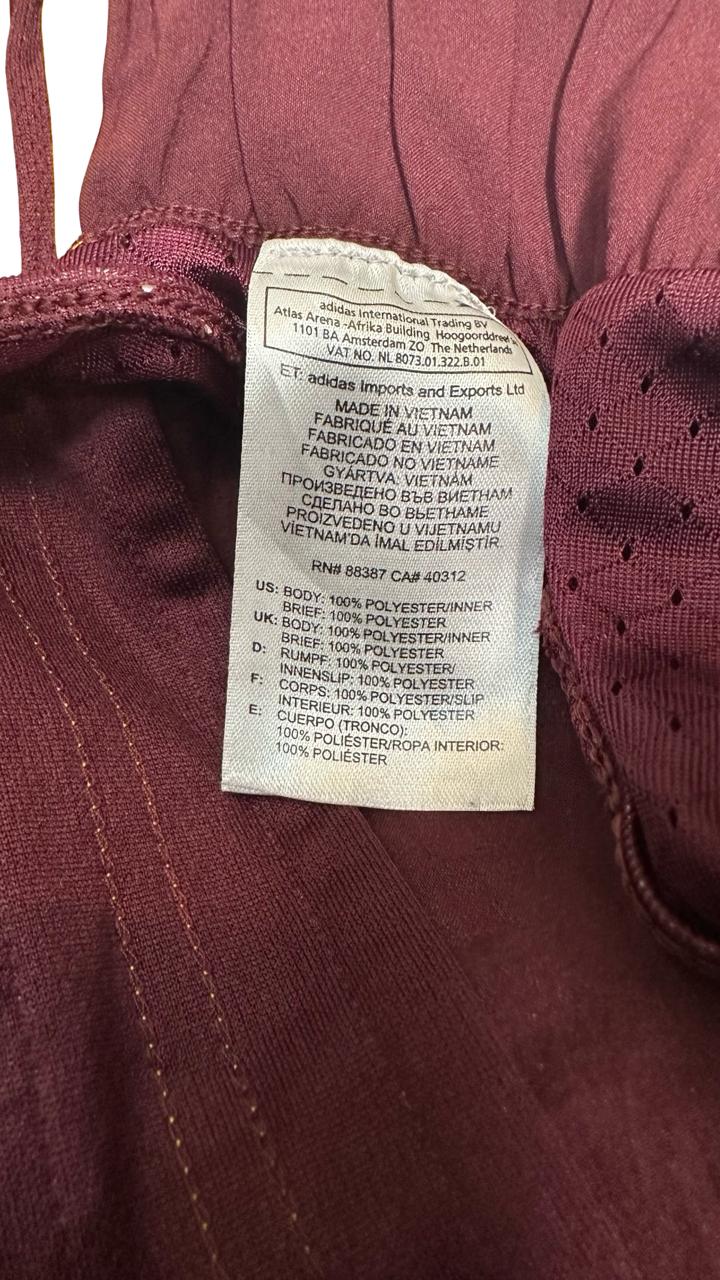 adidas International Trading BV
Atlas Arena -Afrika Building Hoogoorddreef
1101 BA Amsterdam ZO The Netherlands
VAT NO. NL 8073.01.322.B.01
ET: adidas Imports and Exports Ltd
MADE IN VIETNAM
FABRIQUÉ AU VIETNAM
FABRICADO EN VIETNAM
FABRICADO NO VIETNAME
GYÁRTVA: VIETNAM
ПРОИЗВЕДЕНО ВЪВ ВИЕТНАМ
СДЕЛАНО ВО ВЬЕТНАМЕ
PROIZVEDENO U VIJETNAMU
VİETNAM'DA İMAL EDİLMİŞTİR.
RN# 88387 CA# 40312
US: BODY: 100% POLYESTER/INNER
BRIEF: 100% POLYESTER
UK: BODY: 100% POLYESTER/INNER
BRIEF: 100% POLYESTER
D: RUMPF: 100% POLYESTER/
INNENSLIP: 100% POLYESTER
F: CORPS: 100% POLYESTER/SLIP
INTERIEUR: 100% POLYESTER
E: CUERPO (TRONCO):
100% POLIÉSTER/ROPA INTERIOR:
100% POLIÉSTER